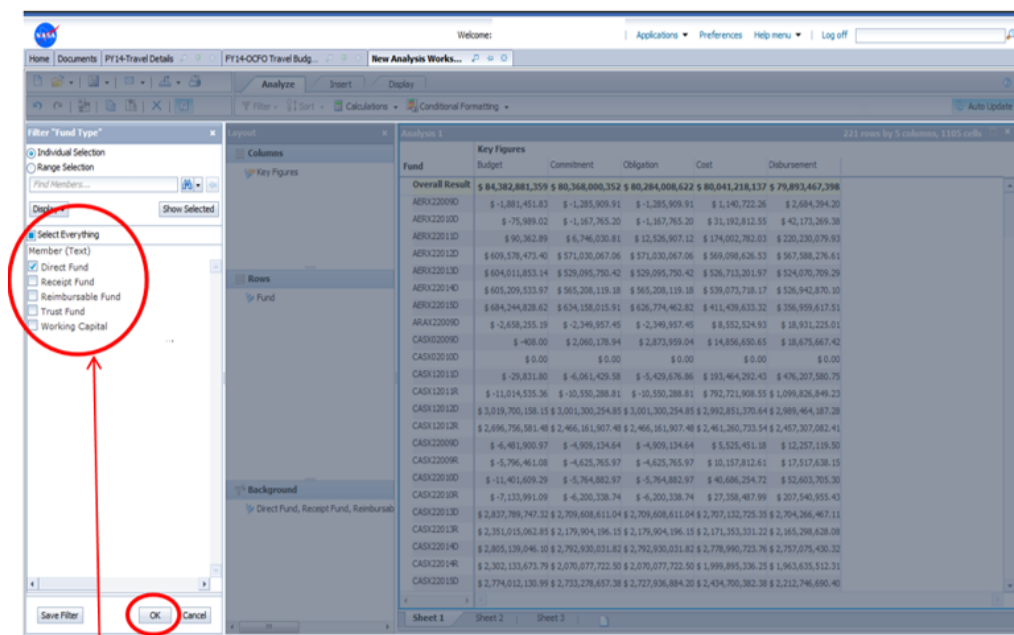 NASA
Welcome: | Applications | Preferences Help menu | Log off
Home Documents PY14-Travel Details FY14-OCFO Travel Budg... New Analysis Works...
Analyze Insert Display
Filter Sort Calculations Conditional Formatting Auto Update
Filter "Fund Type"
Individual Selection
Range Selection
Find Members...
Display Show Selected
Select Everything
Member (Text)
Direct Fund
Receipt Fund
Reimbursable Fund
Trust Fund
Working Capital
Save Filter OK Cancel
Layout
Columns
Key Figures
Rows
Fund
Background
Direct Fund, Receipt Fund, Reimbursab
Analysis 1 221 rows by 5 columns, 1105 cells
Key Figures
Fund Budget Commitment Obligation Cost Disbursement
Overall Result $ 84,382,881,359 $ 80,368,000,352 $ 80,284,008,622 $ 80,041,218,137 $ 79,893,467,398
AERX22009D $ -1,881,451.83 $ -1,285,909.91 $ -1,285,909.91 $ 1,140,722.26 $ 2,684,394.20
AERX22010D $ -75,989.02 $ -1,167,765.20 $ -1,167,765.20 $ 31,192,812.55 $ 42,173,269.38
AERX22011D $ 90,362.89 $ 6,746,030.81 $ 12,526,907.12 $ 174,002,782.03 $ 220,230,079.93
AERX22012D $ 609,578,473.40 $ 571,030,067.06 $ 571,030,067.06 $ 569,098,626.53 $ 567,588,276.61
AERX22013D $ 604,011,853.14 $ 529,095,750.42 $ 529,095,750.42 $ 526,713,201.97 $ 524,070,709.29
AERX22014D $ 605,209,533.97 $ 565,208,119.18 $ 565,208,119.18 $ 539,073,718.17 $ 526,942,870.10
AERX22015D $ 684,244,828.62 $ 634,158,015.91 $ 626,774,462.82 $ 411,439,633.32 $ 356,959,617.51
ARAX22009D $ -2,658,255.19 $ -2,349,957.45 $ -2,349,957.45 $ 8,552,524.93 $ 18,931,225.01
CASX02009D $ -408.00 $ 2,060,178.94 $ 2,873,959.04 $ 14,856,650.65 $ 18,675,667.42
CASX02010D $ 0.00 $ 0.00 $ 0.00 $ 0.00 $ 0.00
CASX12011D $ -29,831.80 $ -6,061,429.58 $ -5,429,676.86 $ 193,464,292.43 $ 476,207,580.75
CASX12011R $ -11,014,535.36 $ -10,550,288.81 $ -10,550,288.81 $ 792,721,908.55 $ 1,099,826,849.23
CASX12012D $ 3,019,700,158.15 $ 3,001,300,254.85 $ 3,001,300,254.85 $ 2,992,851,370.64 $ 2,989,464,187.28
CASX12012R $ 2,696,756,581.48 $ 2,466,161,907.48 $ 2,466,161,907.48 $ 2,461,260,733.54 $ 2,457,307,082.41
CASX22009D $ -6,481,900.97 $ -4,909,134.64 $ -4,909,134.64 $ 5,525,451.18 $ 12,257,119.50
CASX22009R $ -5,796,461.08 $ -4,625,765.97 $ -4,625,765.97 $ 10,157,812.61 $ 17,517,638.15
CASX22010D $ -11,401,609.29 $ -5,764,882.97 $ -5,764,882.97 $ 40,686,254.72 $ 52,603,705.30
CASX22010R $ -7,133,991.09 $ -6,200,338.74 $ -6,200,338.74 $ 27,358,487.99 $ 207,540,955.43
CASX22013D $ 2,837,789,747.32 $ 2,709,608,611.04 $ 2,709,608,611.04 $ 2,707,132,725.35 $ 2,704,266,467.11
CASX22013R $ 2,351,015,062.85 $ 2,179,904,196.15 $ 2,179,904,196.15 $ 2,171,353,331.22 $ 2,165,298,628.08
CASX22014D $ 2,805,139,046.10 $ 2,792,930,031.82 $ 2,792,930,031.82 $ 2,778,990,723.76 $ 2,757,075,430.32
CASX22014R $ 2,302,133,673.79 $ 2,070,077,722.50 $ 2,070,077,722.50 $ 1,999,895,336.25 $ 1,963,635,512.31
CASX22015D $ 2,774,012,130.99 $ 2,733,278,657.38 $ 2,727,936,884.20 $ 2,434,700,382.38 $ 2,212,746,690.40
Sheet 1 Sheet 2 | Sheet 3 |